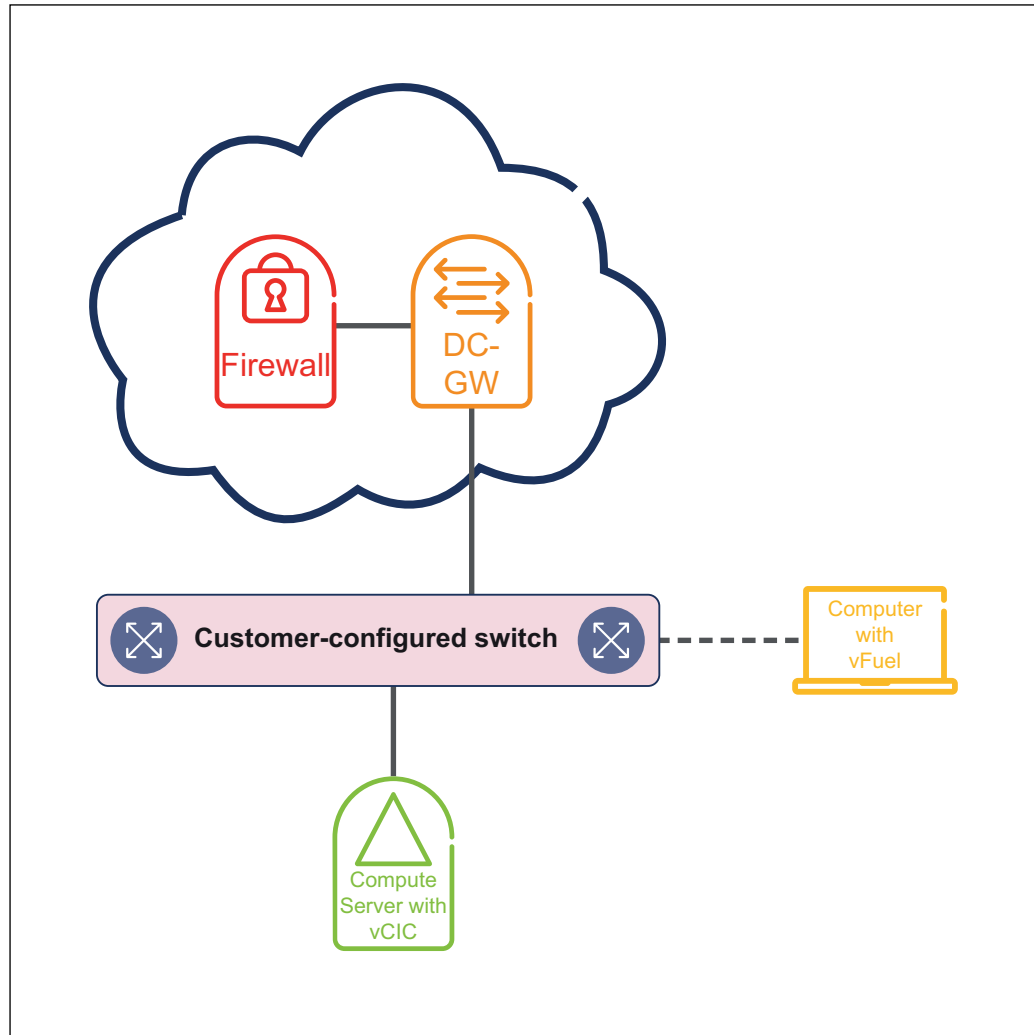 Firewall
DC-
GW
Customer-configured switch
Computer
with
vFuel
Compute
Server with
vCIC